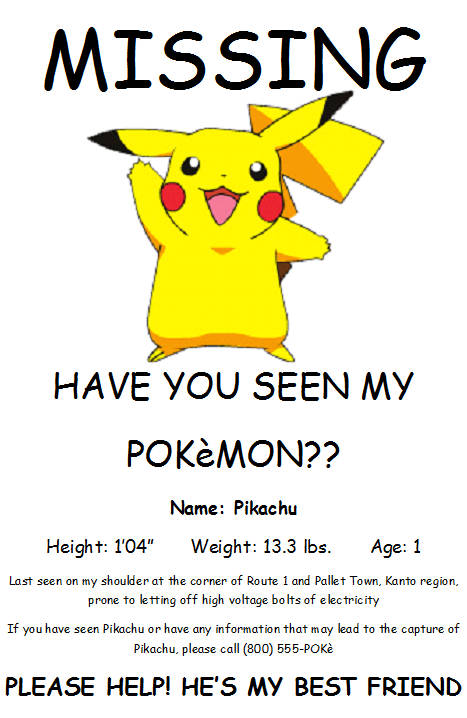 MISSING
HAVE YOU SEEN MY
POKèMON??
Name: Pikachu
Height: 1’04” Weight: 13.3 lbs. Age: 1
Last seen on my shoulder at the corner of Route 1 and Pallet Town, Kanto region,
prone to letting off high voltage bolts of electricity
If you have seen Pikachu or have any information that may lead to the capture of
Pikachu, please call (800) 555-POKè
PLEASE HELP! HE’S MY BEST FRIEND